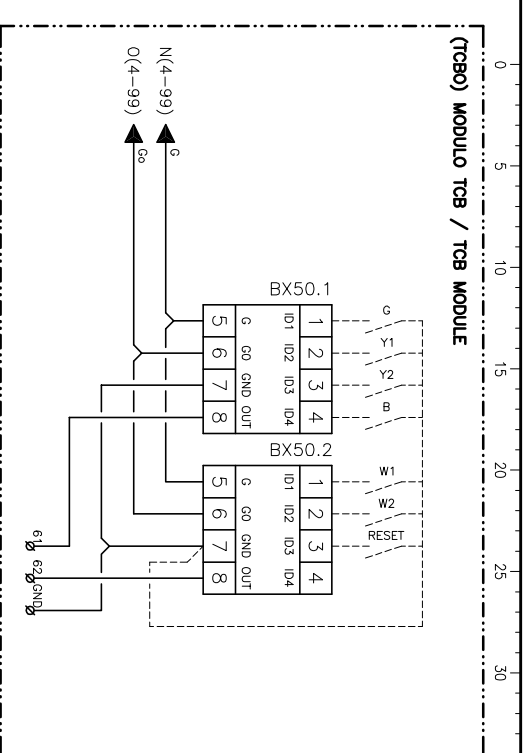 0 5 10 15 20 25 30
(TCBO) MODULO TCB / TCB MODULE
N(4-99) G
O(4-99) Go
BX50.1
G
Y1
Y2
B
1 2 3 4
ID1 ID2 ID3 ID4
G G0 GND OUT
5 6 7 8
BX50.2
W1
W2
RESET
1 2 3 4
ID1 ID2 ID3 ID4
G G0 GND OUT
5 6 7 8
61
62
GND